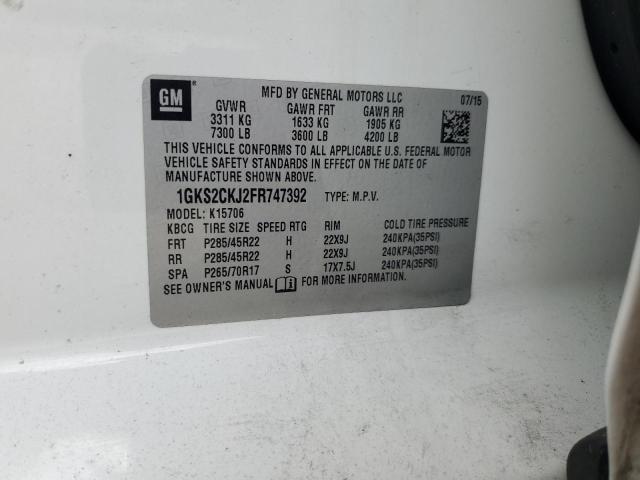 GM
MFD BY GENERAL MOTORS LLC 07/15
GVWR GAWR FRT GAWR RR
3311 KG 1633 KG 1905 KG
7300 LB 3600 LB 4200 LB
THIS VEHICLE CONFORMS TO ALL APPLICABLE U.S. FEDERAL MOTOR
VEHICLE SAFETY STANDARDS IN EFFECT ON THE DATE OF
MANUFACTURE SHOWN ABOVE.
1GKS2CKJ2FR747392 TYPE: M.P.V.
MODEL: K15706
KBCG TIRE SIZE SPEED RTG RIM COLD TIRE PRESSURE
FRT P285/45R22 H 22X9J 240KPA(35PSI)
RR P285/45R22 H 22X9J 240KPA(35PSI)
SPA P265/70R17 S 17X7.5J 240KPA(35PSI)
SEE OWNER'S MANUAL FOR MORE INFORMATION.